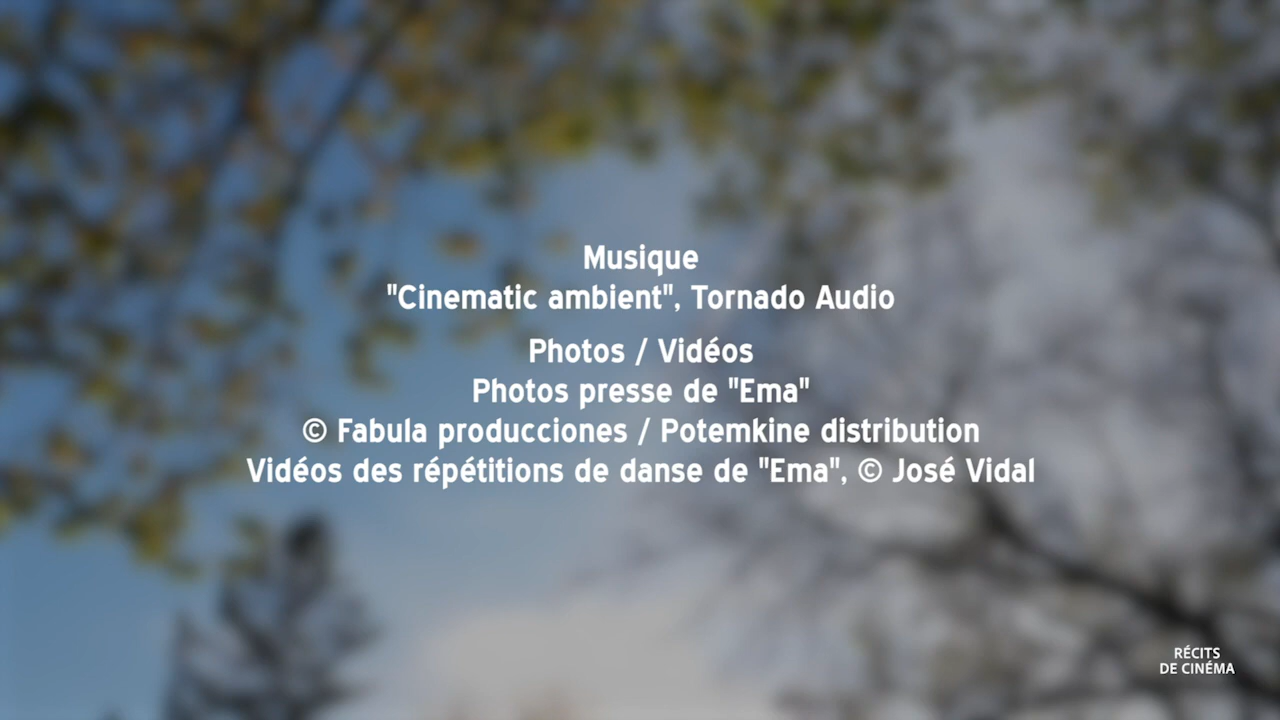 Musique
"Cinematic ambient", Tornado Audio
Photos / Vidéos
Photos presse de "Ema"
© Fabula producciones / Potemkine distribution
Vidéos des répétitions de danse de "Ema", © José Vidal
RÉCITS
DE CINÉMA